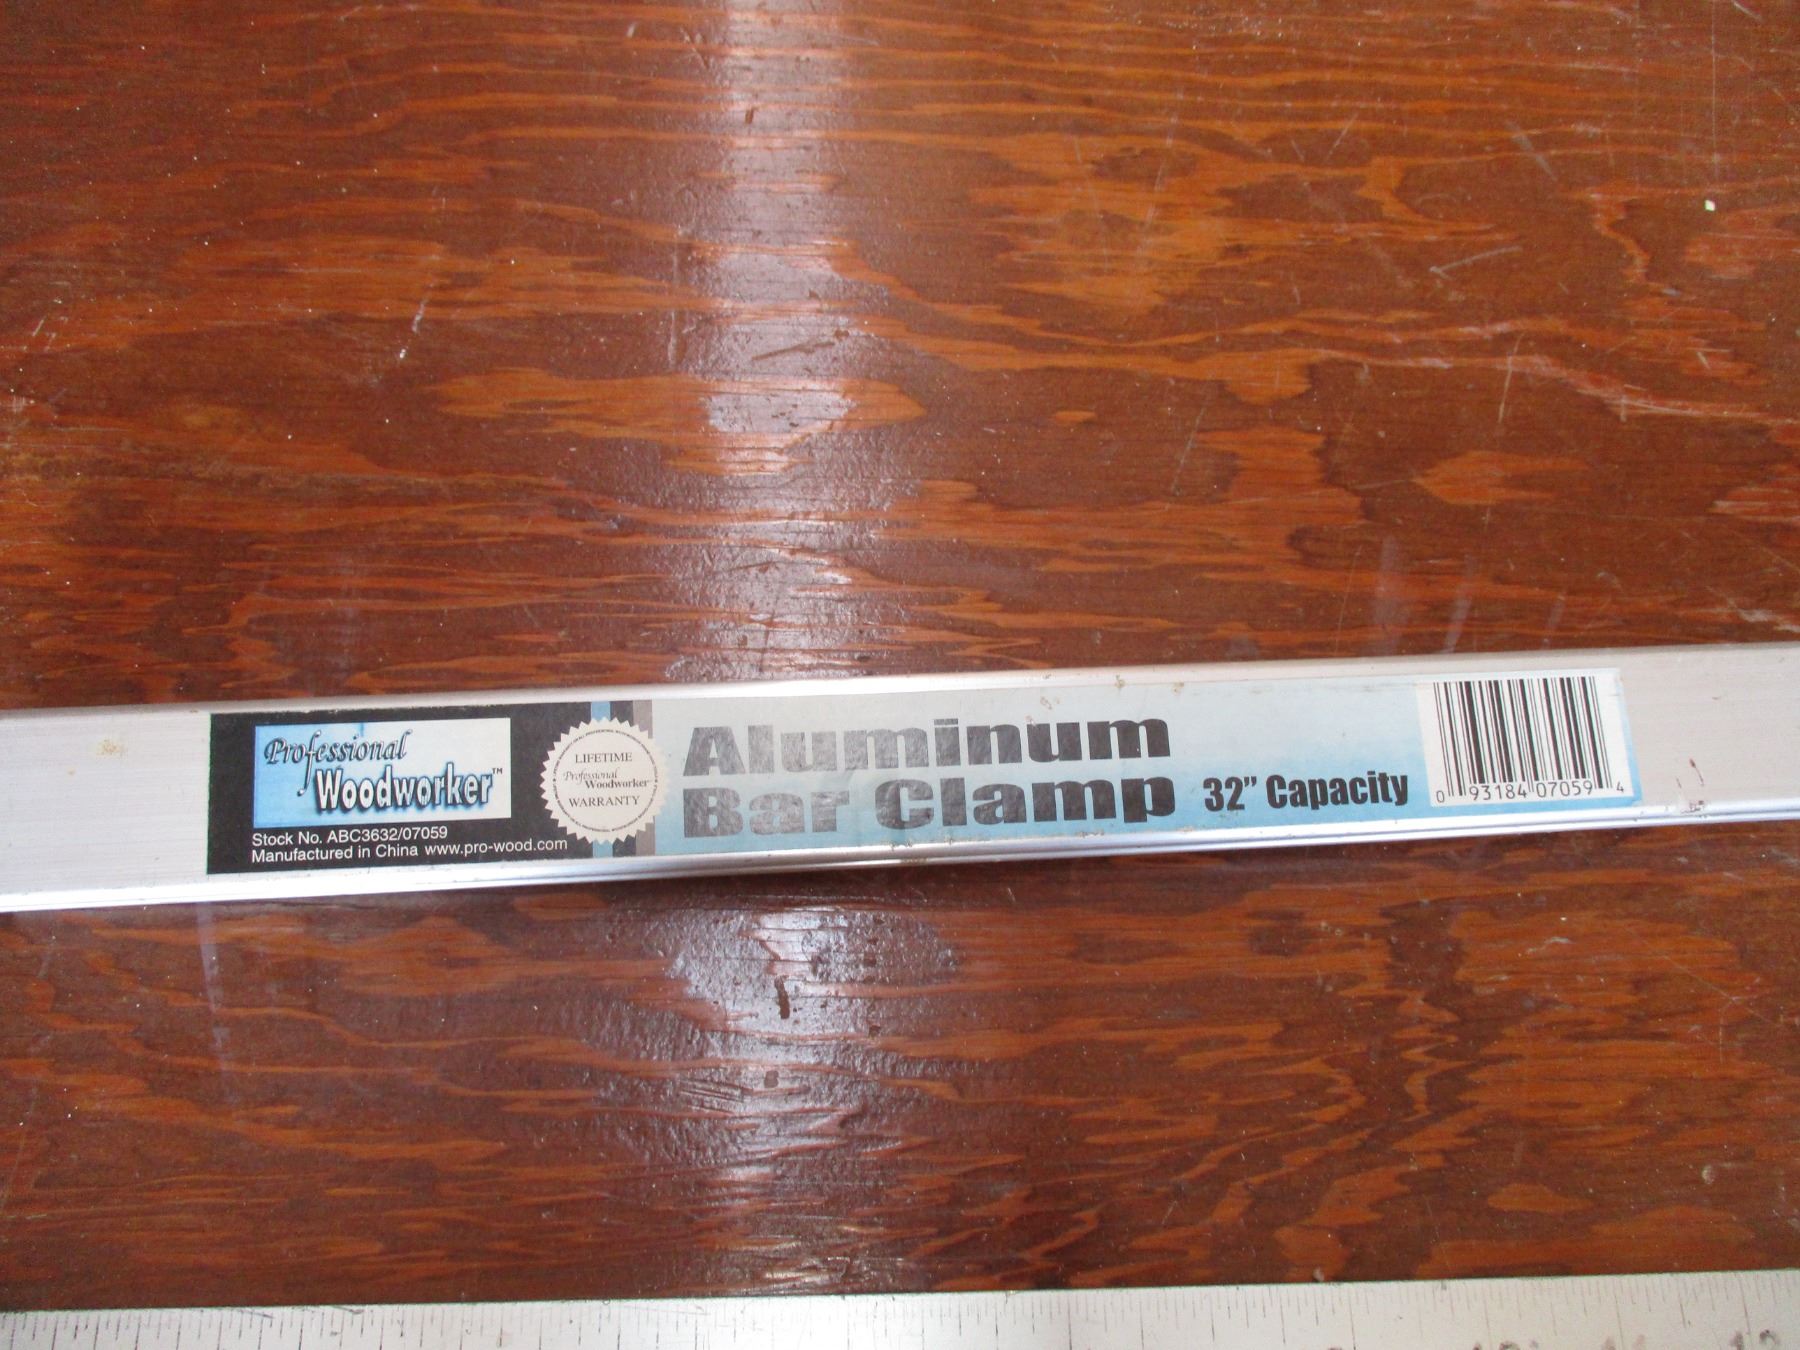 Professional
Woodworker™
Stock No. ABC3632/07059
Manufactured in China www.pro-wood.com
LIFETIME
Professional
Woodworker
WARRANTY
Aluminum
Bar Clamp 32” Capacity
0 93184 07059 4